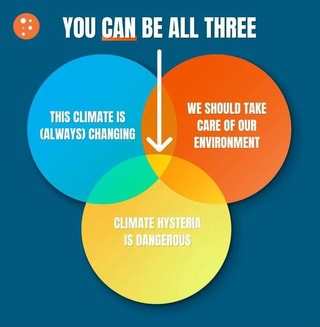 YOU CAN BE ALL THREE
THIS CLIMATE IS
(ALWAYS) CHANGING
WE SHOULD TAKE
CARE OF OUR
ENVIRONMENT
CLIMATE HYSTERIA
IS DANGEROUS